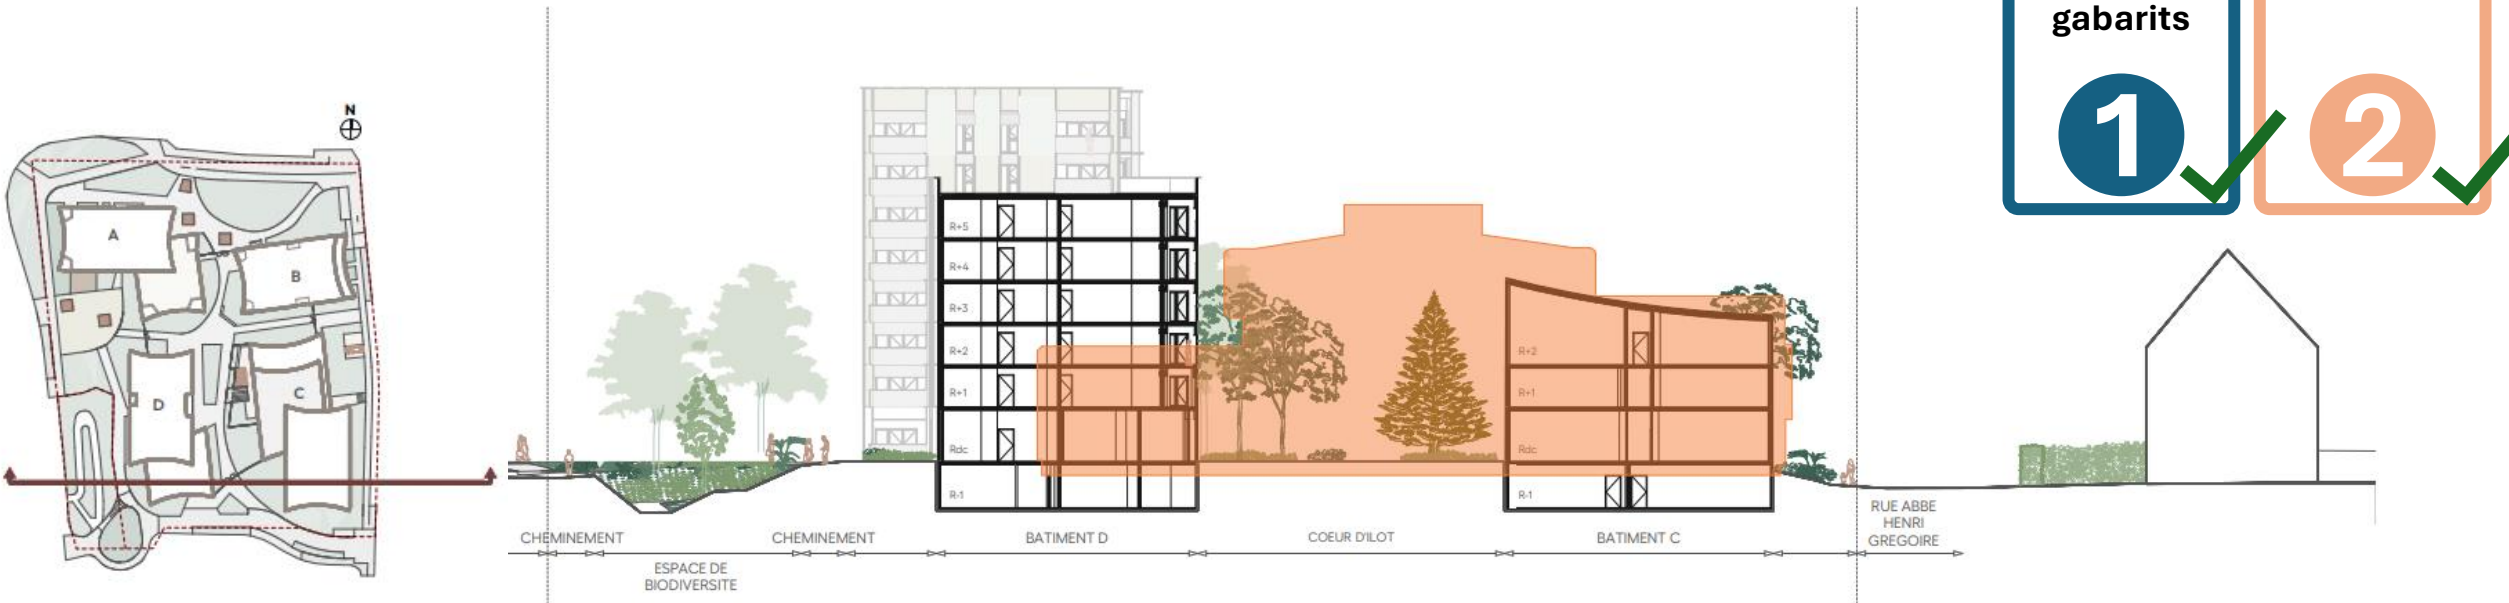 gabarits
1
2
N
A
B
C
D
R+5
R+4
R+3
R+2
R+1
Rdc
R-1
R+2
R+1
Rdc
R-1
CHEMINEMENT
ESPACE DE
BIODIVERSITE
CHEMINEMENT
BATIMENT D
COEUR D'ILOT
BATIMENT C
RUE ABBE
HENRI
GREGOIRE